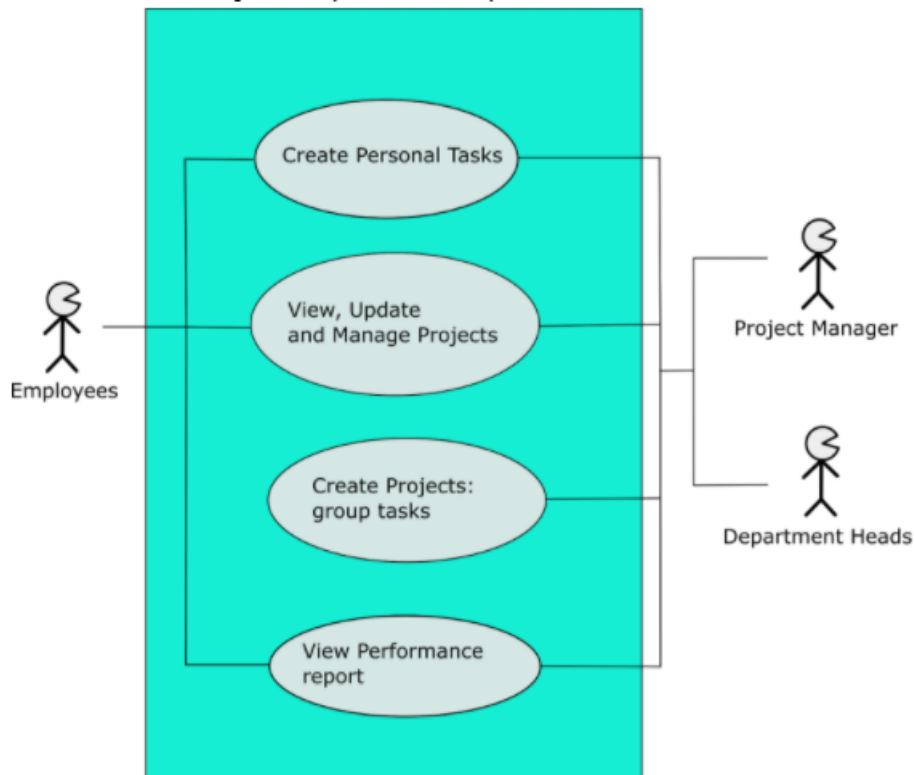 Create Personal Tasks
View, Update
and Manage Projects
Project Manager
Employees
Create Projects:
group tasks
Department Heads
View Performance
report